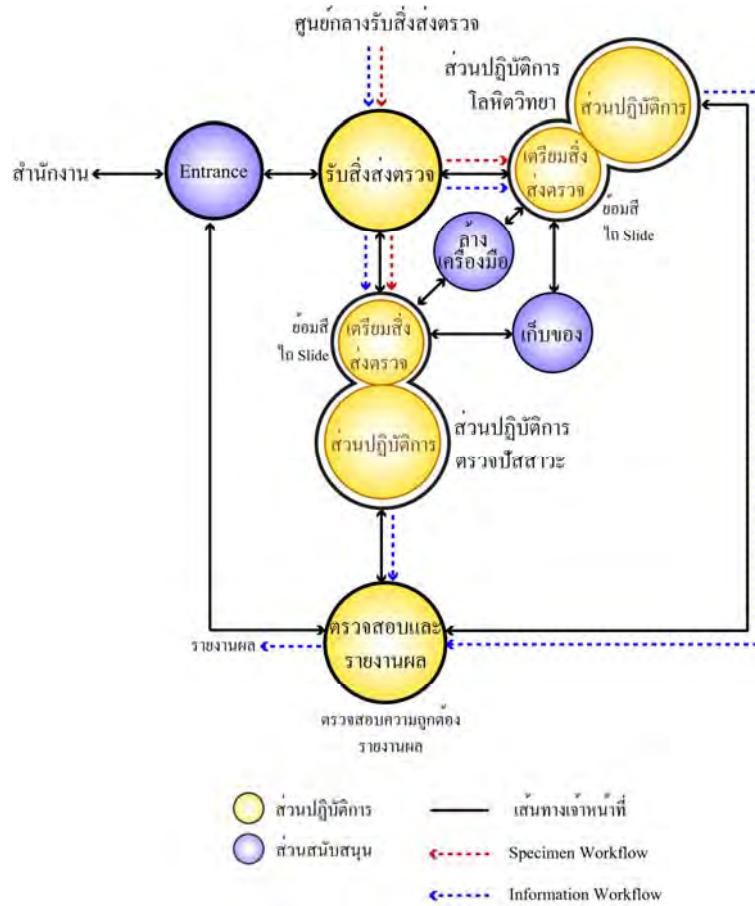 ศูนย์กลางรับสิ่งส่งตรวจ
ส่วนปฏิบัติการ
โลหิตวิทยา
ส่วนปฏิบัติการ
สำนักงาน
Entrance
รับสิ่งส่งตรวจ
เตรียมสิ่ง
ส่งตรวจ
ย้อมสี
ไถ Slide
ล้าง
เครื่องมือ
ย้อมสี
ไถ Slide
เตรียมสิ่ง
ส่งตรวจ
เก็บของ
ส่วนปฏิบัติการ
ส่วนปฏิบัติการ
ตรวจปัสสาวะ
ตรวจสอบและ
รายงานผล
รายงานผล
ตรวจสอบความถูกต้อง
รายงานผล
ส่วนปฏิบัติการ
เส้นทางเจ้าหน้าที่
ส่วนสนับสนุน
Specimen Workflow
Information Workflow